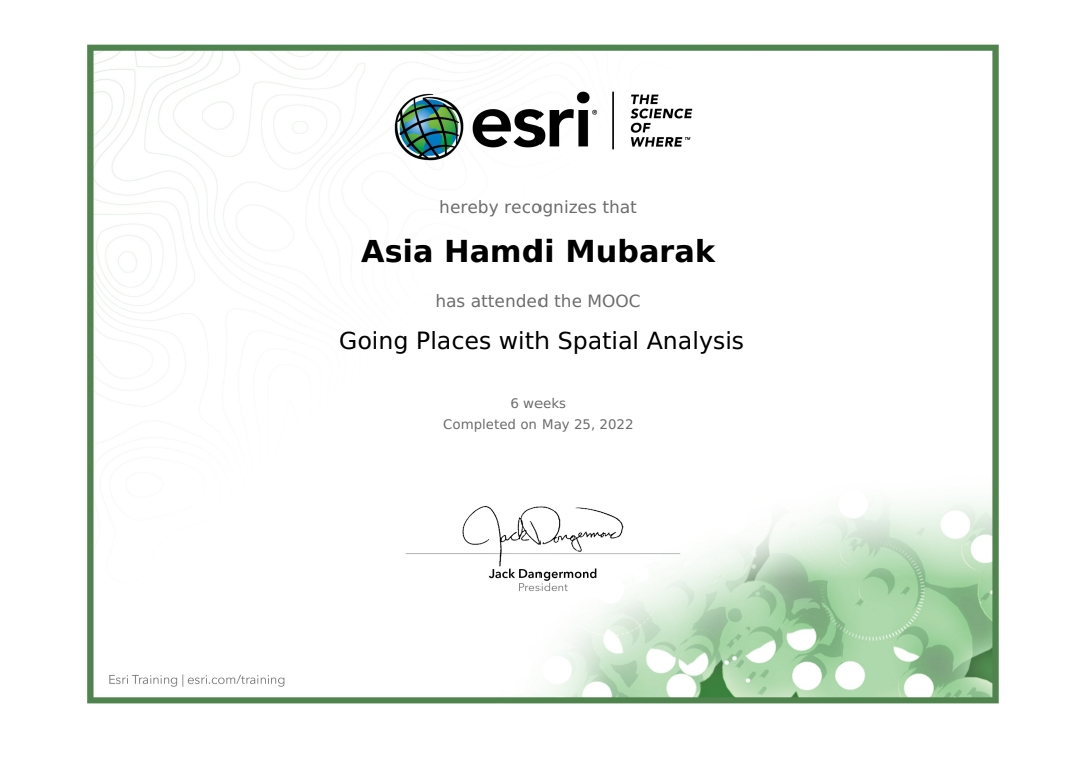 esri®
THE
SCIENCE
OF
WHERE™
hereby recognizes that
Asia Hamdi Mubarak
has attended the MOOC
Going Places with Spatial Analysis
6 weeks
Completed on May 25, 2022
Jack Dangermond
Jack Dangermond
President
Esri Training | esri.com/training